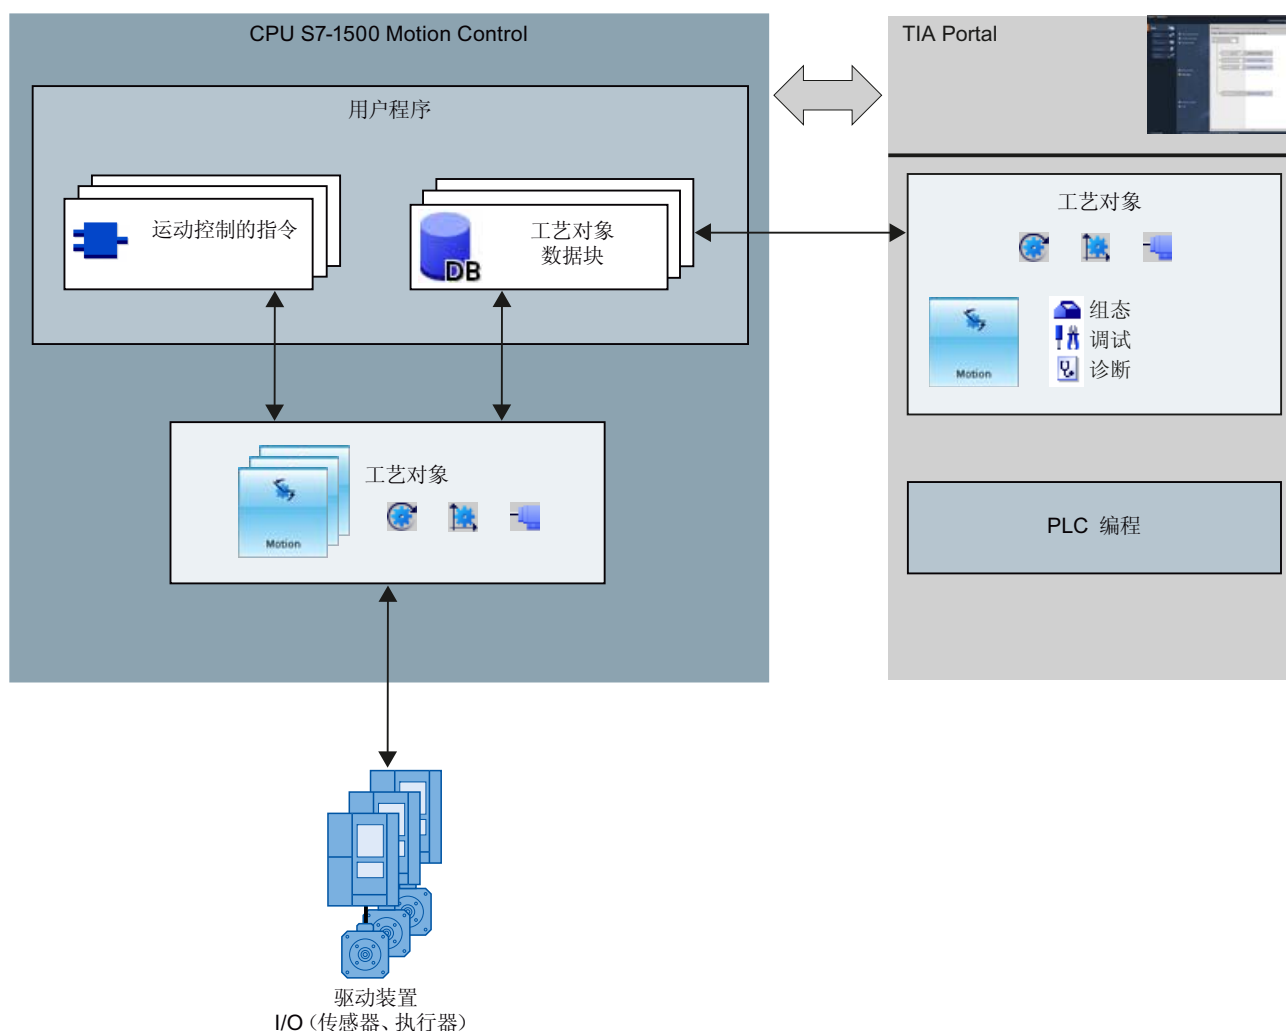 CPU S7-1500 Motion Control
用户程序
运动控制的指令
DB
工艺对象
数据块
Motion
工艺对象
驱动装置
I/O（传感器、执行器）
TIA Portal
工艺对象
Motion
组态
调试
诊断
PLC 编程